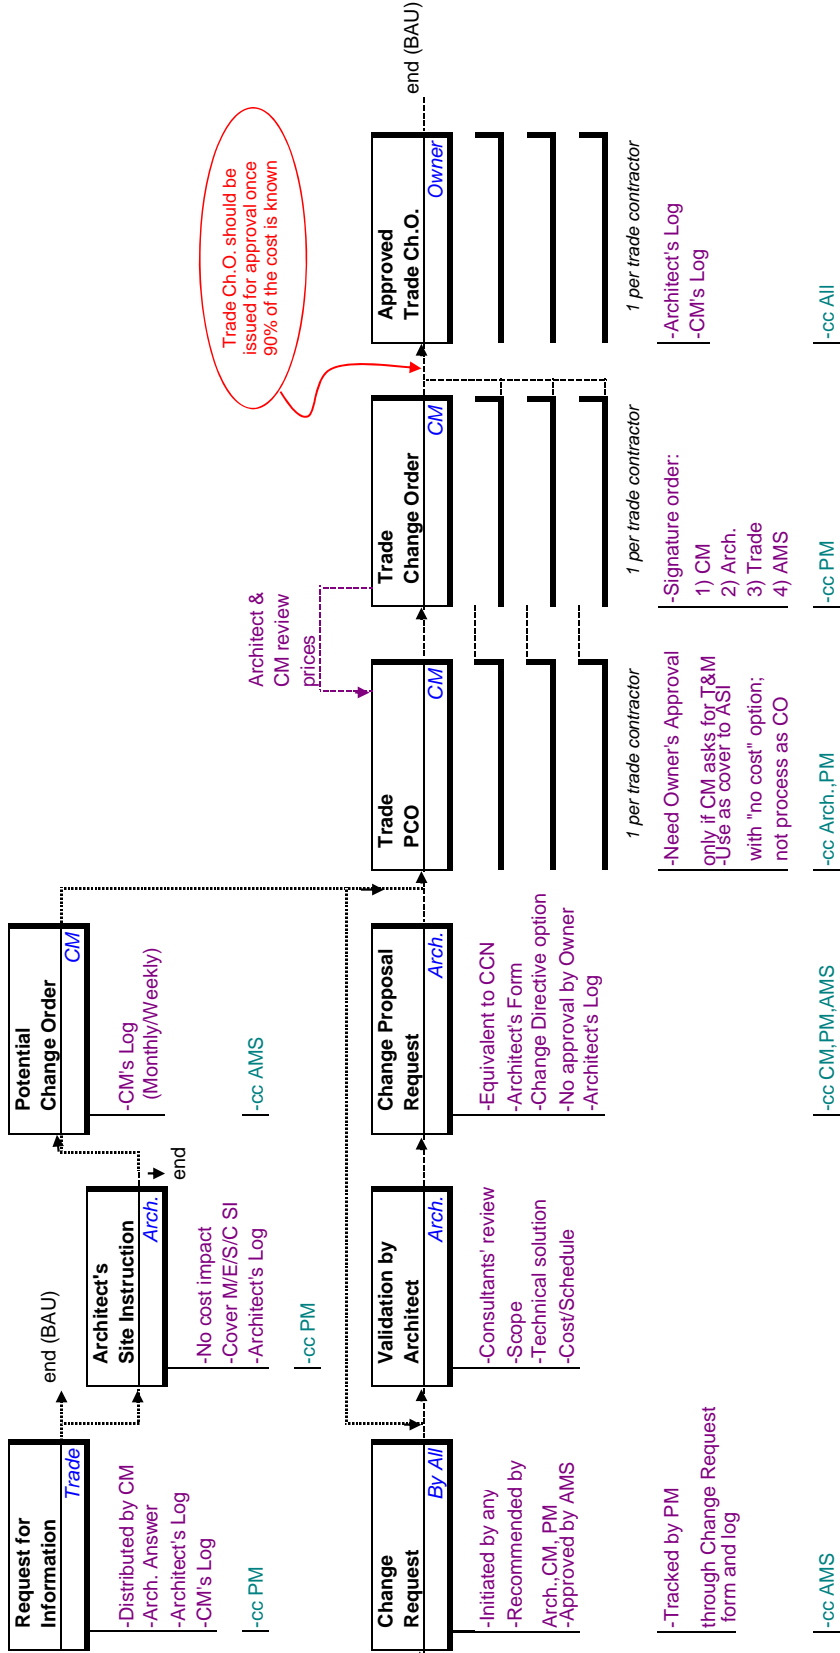 Request for
Information
Trade
-Distributed by CM
-Arch. Answer
-Architect's Log
-CM's Log
-cc PM
end (BAU)
Architect's
Site Instruction
Arch.
end
-No cost impact
-Cover M/E/S/C SI
-Architect's Log
-cc PM
Potential
Change Order
CM
-CM's Log
(Monthly/Weekly)
-cc AMS
Change
Request
By All
-Initiated by any
-Recommended by
Arch.,CM, PM
-Approved by AMS
-Tracked by PM
through Change Request
form and log
-cc AMS
Validation by
Architect
Arch.
-Consultants' review
-Scope
-Technical solution
-Cost/Schedule
Change Proposal
Request
Arch.
-Equivalent to CCN
-Architect's Form
-Change Directive option
-No approval by Owner
-Architect's Log
-cc CM,PM,AMS
Trade
PCO
CM
1 per trade contractor
-Need Owner's Approval
only if CM asks for T&M
-Use as cover to ASI
with "no cost" option;
not process as CO
-cc Arch.,PM
Architect &
CM review
prices
Trade
Change Order
CM
1 per trade contractor
-Signature order:
1) CM
2) Arch.
3) Trade
4) AMS
-cc PM
Trade Ch.O. should be
issued for approval once
90% of the cost is known
Approved
Trade Ch.O.
Owner
end (BAU)
1 per trade contractor
-Architect's Log
-CM's Log
-cc All